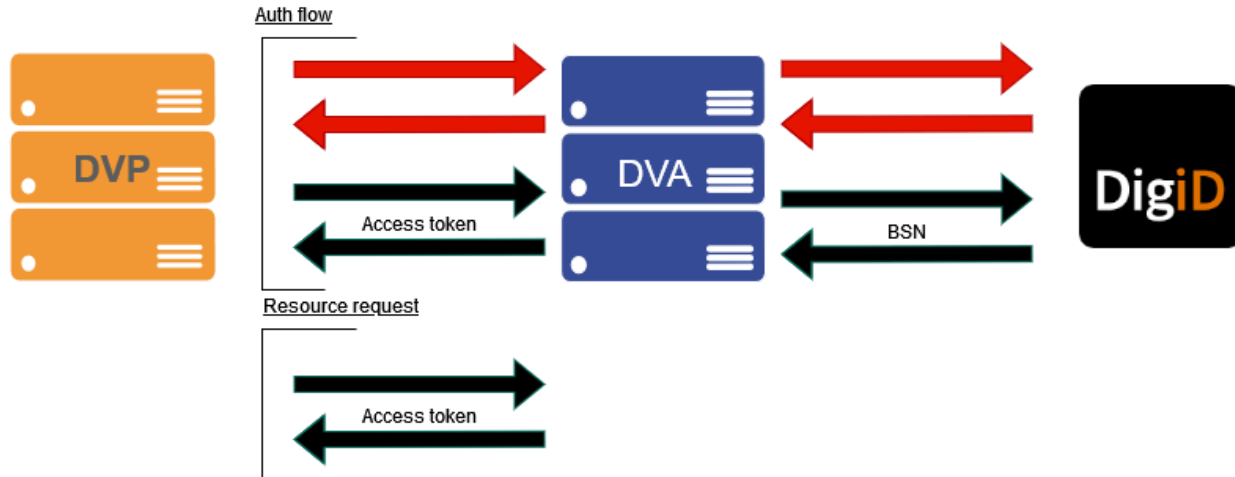 Auth flow
DVP
DVA
DigiD
Access token
BSN
Resource request
Access token